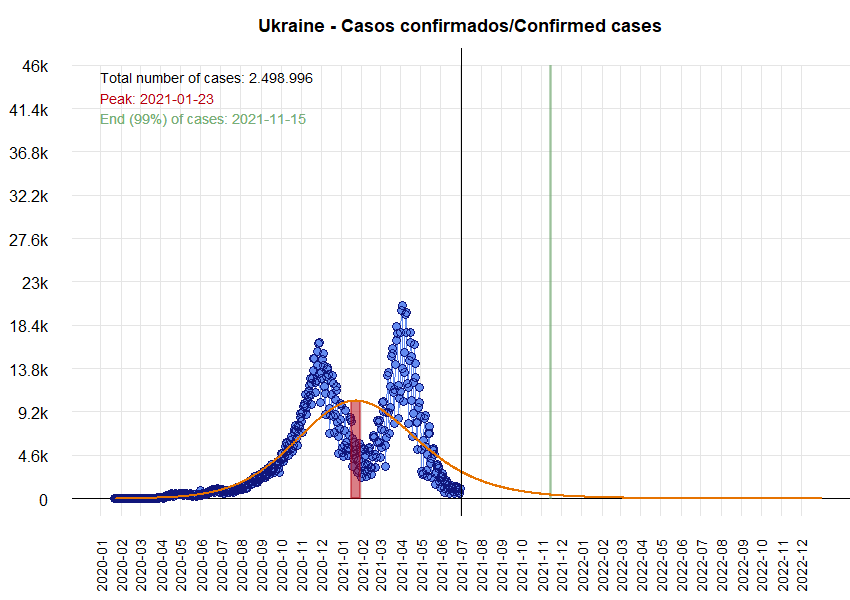 Ukraine - Casos confirmados/Confirmed cases
46k
Total number of cases: 2.498.996
Peak: 2021-01-23
41.4k
End (99%) of cases: 2021-11-15
36.8k
32.2k
27.6k
23k
18.4k
13.8k
9.2k
4.6k
0
2020-01
2020-02
2020-03
2020-04
2020-05
2020-06
2020-07
2020-08
2020-09
2020-10
2020-11
2020-12
2021-01
2021-02
2021-03
2021-04
2021-05
2021-06
2021-07
2021-08
2021-09
2021-10
2021-11
2021-12
2022-01
2022-02
2022-03
2022-04
2022-05
2022-06
2022-07
2022-08
2022-09
2022-10
2022-11
2022-12